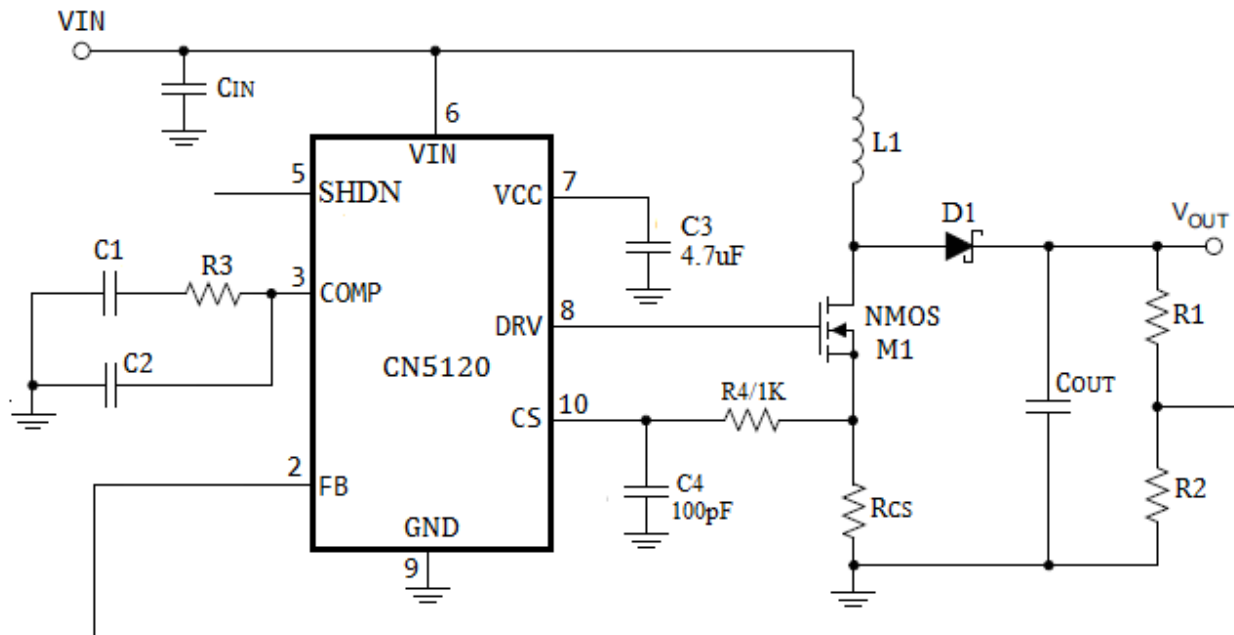 VIN
CIN
6
VIN
L1
5
SHDN
VCC
7
C3
4.7uF
D1
VOUT
C1
R3
3
COMP
DRV
8
NMOS
M1
R1
C2
CN5120
R4/1K
COUT
CS
10
2
FB
C4
100pF
RCS
R2
GND
9